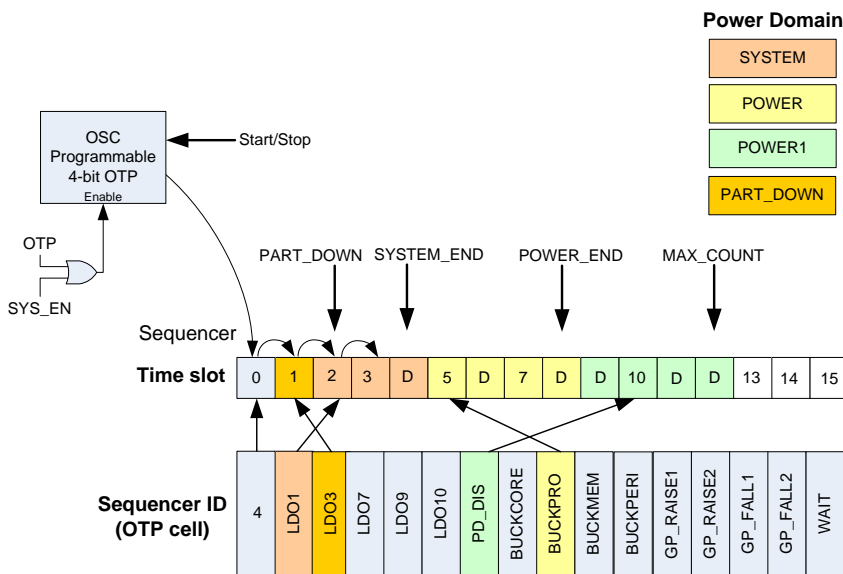 Power Domain
SYSTEM
POWER
POWER1
PART_DOWN
OSC
Programmable
4-bit OTP
Enable
Start/Stop
OTP
SYS_EN
PART_DOWN
SYSTEM_END
POWER_END
MAX_COUNT
Sequencer
Time slot
0 1 2 3 D 5 D 7 D D 10 D D 13 14 15
Sequencer ID
(OTP cell)
4
LDO1
LDO3
LDO7
LDO9
LDO10
PD_DIS
BUCKCORE
BUCKPRO
BUCKMEM
BUCKPERI
GP_RAISE1
GP_RAISE2
GP_FALL1
GP_FALL2
WAIT